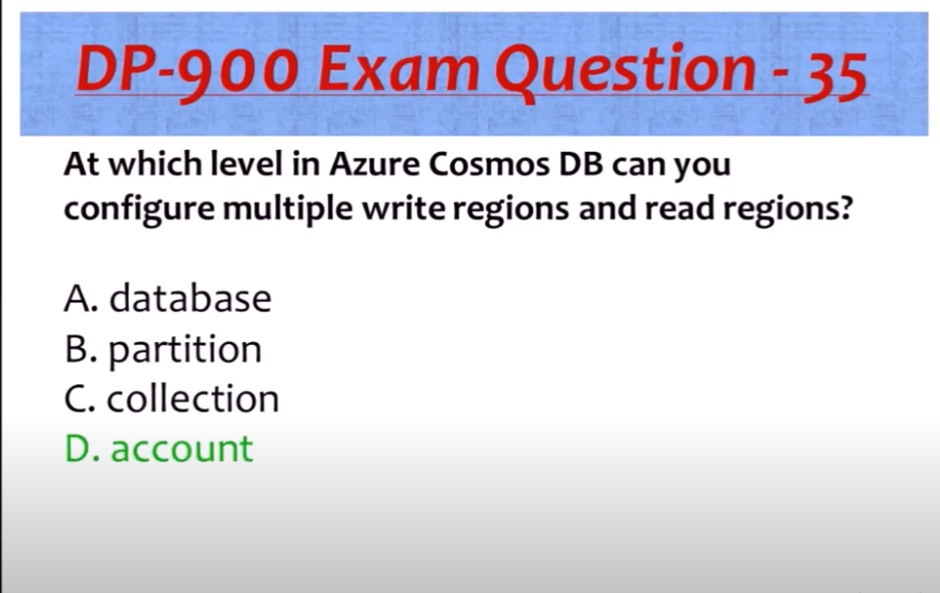 DP-900 Exam Question - 35
At which level in Azure Cosmos DB can you
configure multiple write regions and read regions?
A. database
B. partition
C. collection
D. account